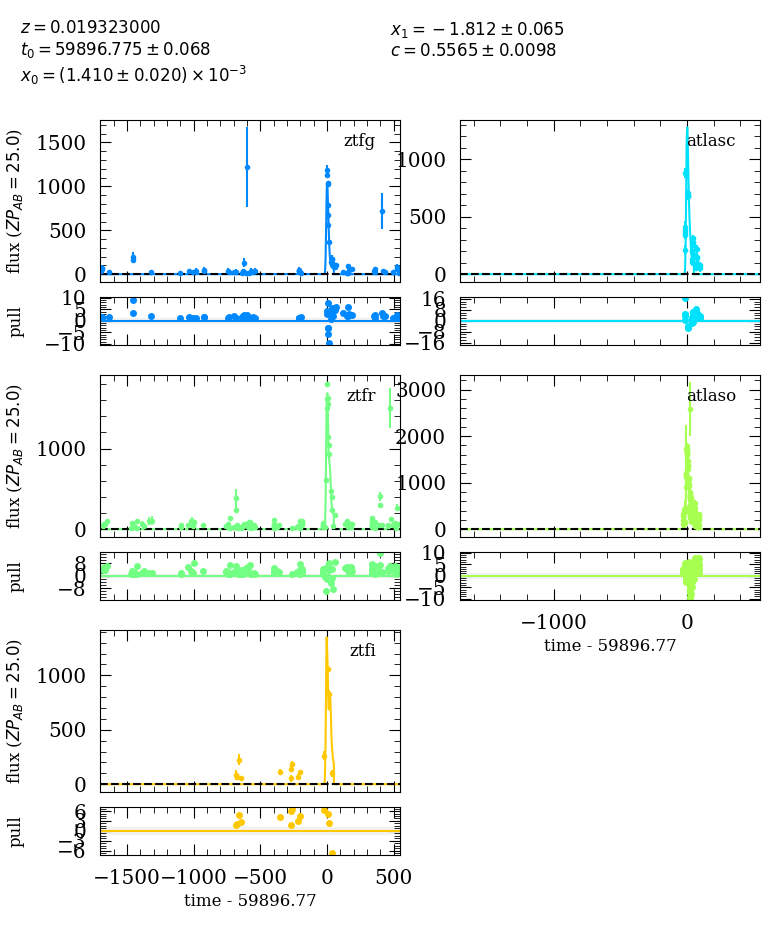 z = 0.019323000
t₀ = 59896.775 ± 0.068
x₀ = (1.410 ± 0.020) × 10⁻³
x₁ = −1.812 ± 0.065
c = 0.5565 ± 0.0098
ztfg
flux (ZP_AB = 25.0)
1500
1000
500
0
pull
10
5
0
−5
−10
atlasc
1000
500
0
16
8
0
−8
−16
ztfr
flux (ZP_AB = 25.0)
1000
0
pull
8
0
−8
atlaso
3000
2000
1000
0
10
5
0
−5
−10
−1000
0
time - 59896.77
ztfi
flux (ZP_AB = 25.0)
1000
500
0
pull
6
3
0
−3
−6
−1500
−1000
−500
0
500
time - 59896.77